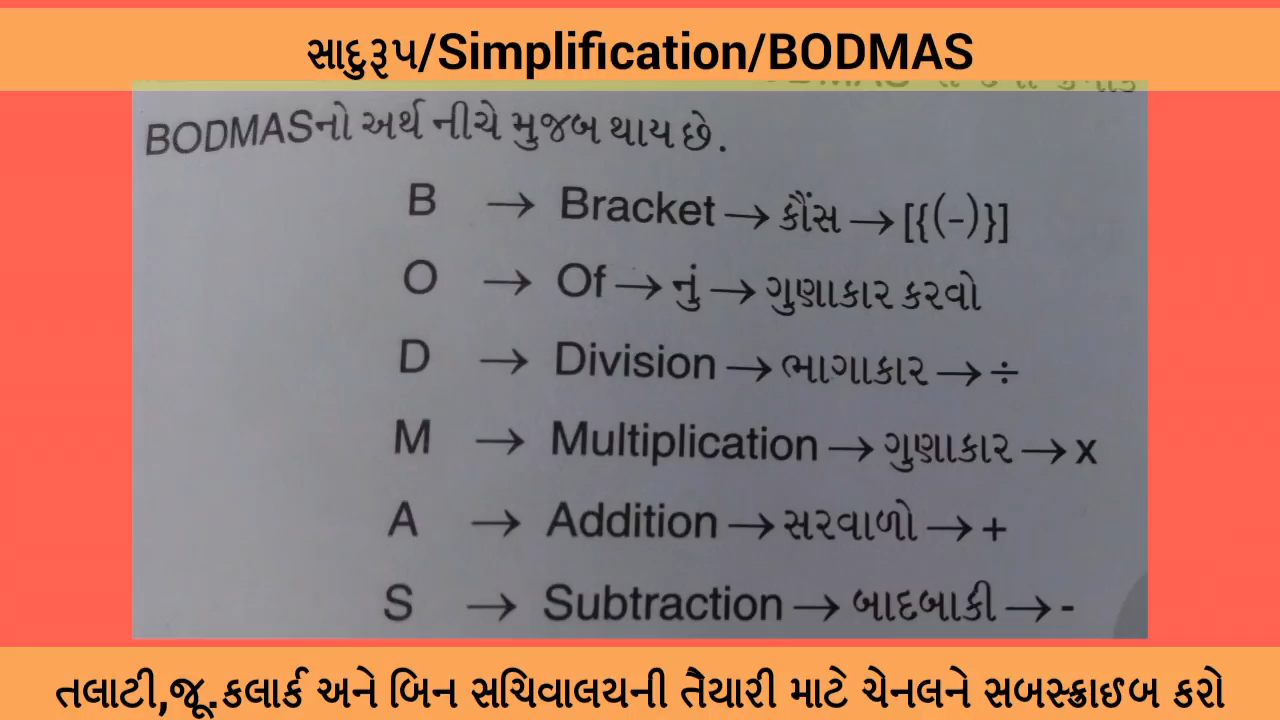 સાદુરૂપ/Simplification/BODMAS
BODMASનો અર્થ નીચે મુજબ થાય છે.
B → Bracket → કૌંસ → [{(-)}]
O → Of → નું → ગુણાકાર કરવો
D → Division → ભાગાકાર → ÷
M → Multiplication → ગુણાકાર → x
A → Addition → સરવાળો → +
S → Subtraction → બાદબાકી → -
તલાટી,જૂ.કલાર્ક અને બિન સચિવાલયની તૈયારી માટે ચેનલને સબસ્ક્રાઇબ કરો